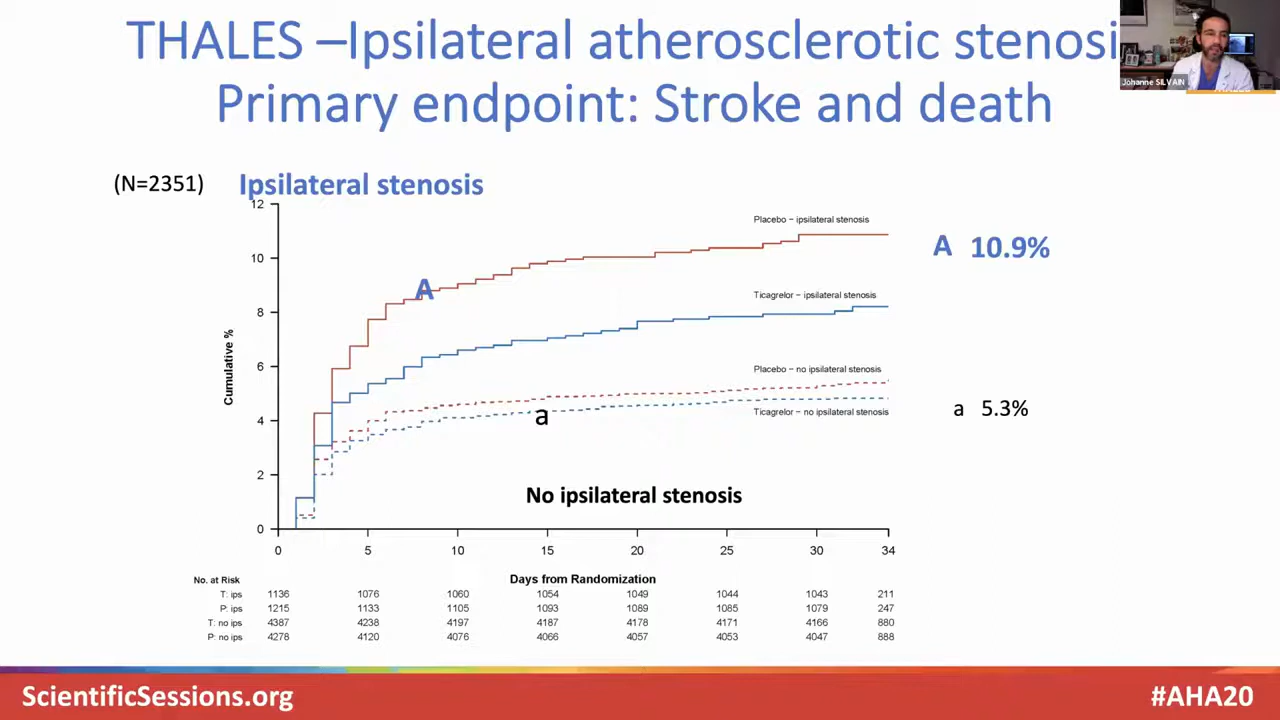 THALES –Ipsilateral atherosclerotic stenosi
Primary endpoint: Stroke and death
Johanne SILVAIN
(N=2351) Ipsilateral stenosis
12
10
8
6
4
2
0
Cumulative %
Placebo − ipsilateral stenosis
A 10.9%
A
Ticagrelor − ipsilateral stenosis
Placebo − no ipsilateral stenosis
a
Ticagrelor − no ipsilateral stenosis
a 5.3%
No ipsilateral stenosis
0 5 10 15 20 25 30 34
No. at Risk Days from Randomization
T: ips 1136 1076 1060 1054 1049 1044 1043 211
P: ips 1215 1133 1105 1093 1089 1085 1079 247
T: no ips 4387 4238 4197 4187 4178 4171 4166 880
P: no ips 4278 4120 4076 4066 4057 4053 4047 888
ScientificSessions.org #AHA20